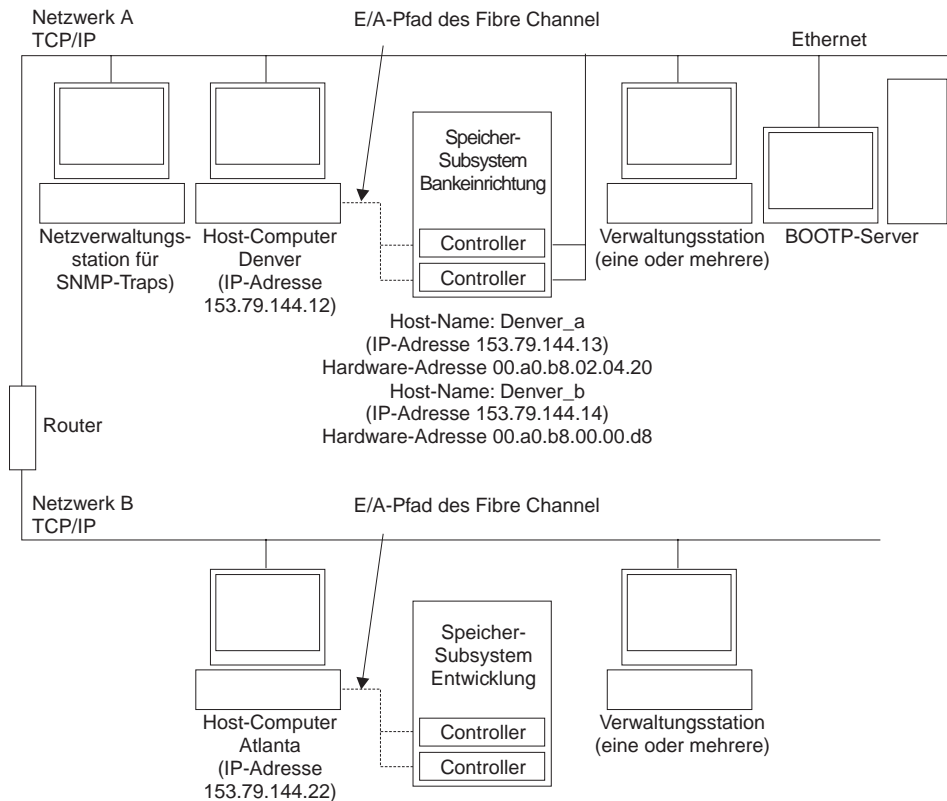 Netzwerk A
TCP/IP
E/A-Pfad des Fibre Channel
Ethernet
Speicher-
Subsystem
Bankeinrichtung
Controller
Controller
Netzverwaltungs-
station für
SNMP-Traps)
Host-Computer
Denver
(IP-Adresse
153.79.144.12)
Verwaltungsstation
(eine oder mehrere)
BOOTP-Server
Host-Name: Denver_a
(IP-Adresse 153.79.144.13)
Hardware-Adresse 00.a0.b8.02.04.20
Host-Name: Denver_b
(IP-Adresse 153.79.144.14)
Hardware-Adresse 00.a0.b8.00.00.d8
Router
Netzwerk B
TCP/IP
E/A-Pfad des Fibre Channel
Speicher-
Subsystem
Entwicklung
Controller
Controller
Host-Computer
Atlanta
(IP-Adresse
153.79.144.22)
Verwaltungsstation
(eine oder mehrere)